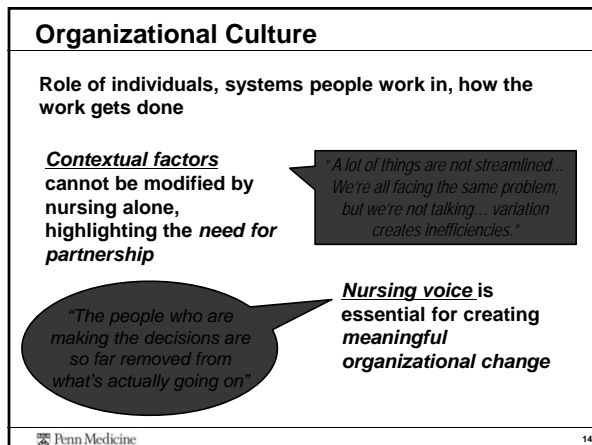 Organizational Culture
Role of individuals, systems people work in, how the
work gets done
Contextual factors
cannot be modified by
nursing alone,
highlighting the need for
partnership
“A lot of things are not streamlined…
We’re all facing the same problem,
but we’re not talking… variation
creates inefficiencies.”
“The people who are
making the decisions are
so far removed from
what’s actually going on”
Nursing voice is
essential for creating
meaningful
organizational change
Penn Medicine
14